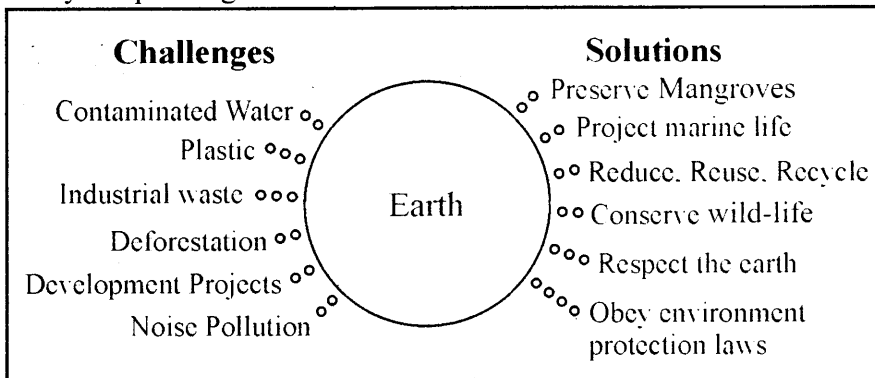 Challenges
Contaminated Water
Plastic
Industrial waste
Deforestation
Development Projects
Noise Pollution
Earth
Solutions
Preserve Mangroves
Project marine life
Reduce. Reuse. Recycle
Conserve wild-life
Respect the earth
Obey environment
protection laws